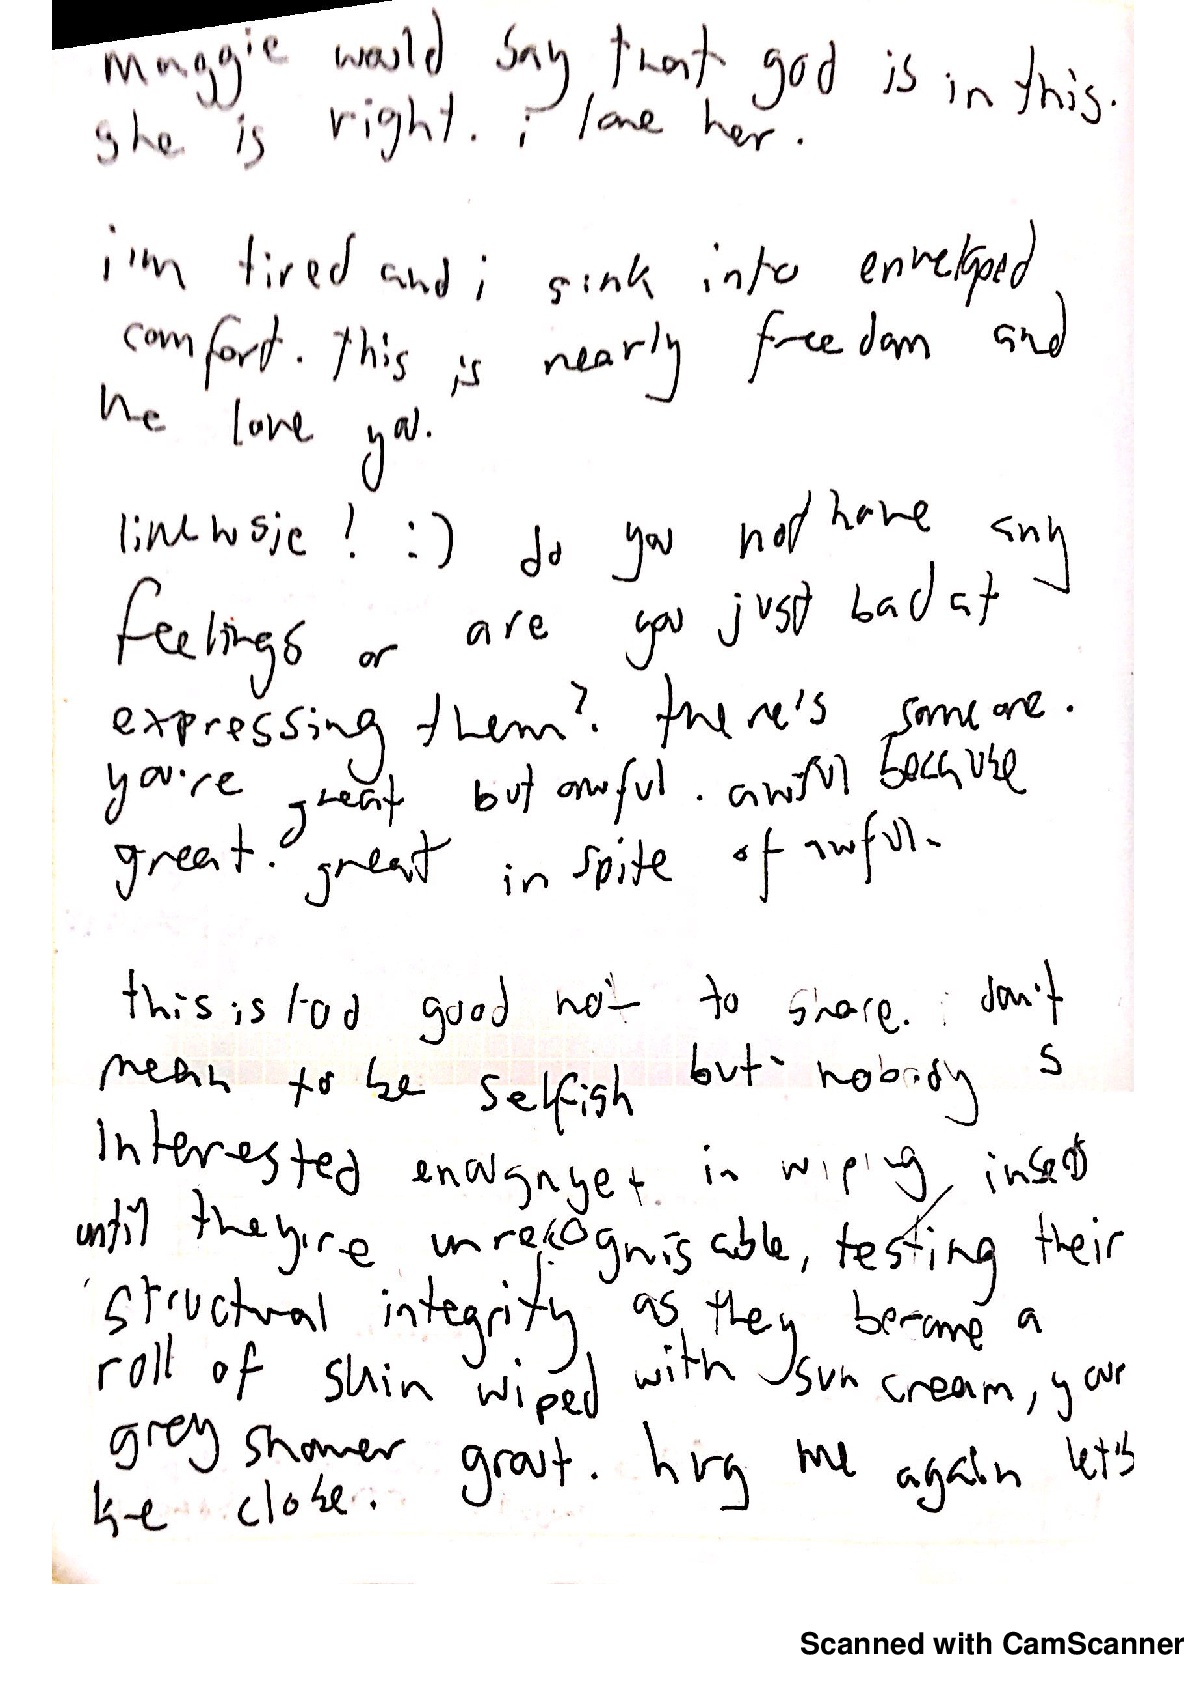 maggie would say that god is in this.
she is right. i love her.
i'm tired and i sink into enveloped
comfort. this is nearly freedom and
we love you.
! :) do you not have any
feelings or are you just bad at
expressing them?. there's someone.
you're great but awful. awful because
great. great in spite of awful.
this is too good not to share. i don't
mean to be selfish but nobody s
interested enough yet in wiping insects
until they're unrecognisable, testing their
structural integrity as they become a
roll of skin wiped with sun cream, your
grey shower grout. hug me again let's
be close.
Scanned with CamScanner